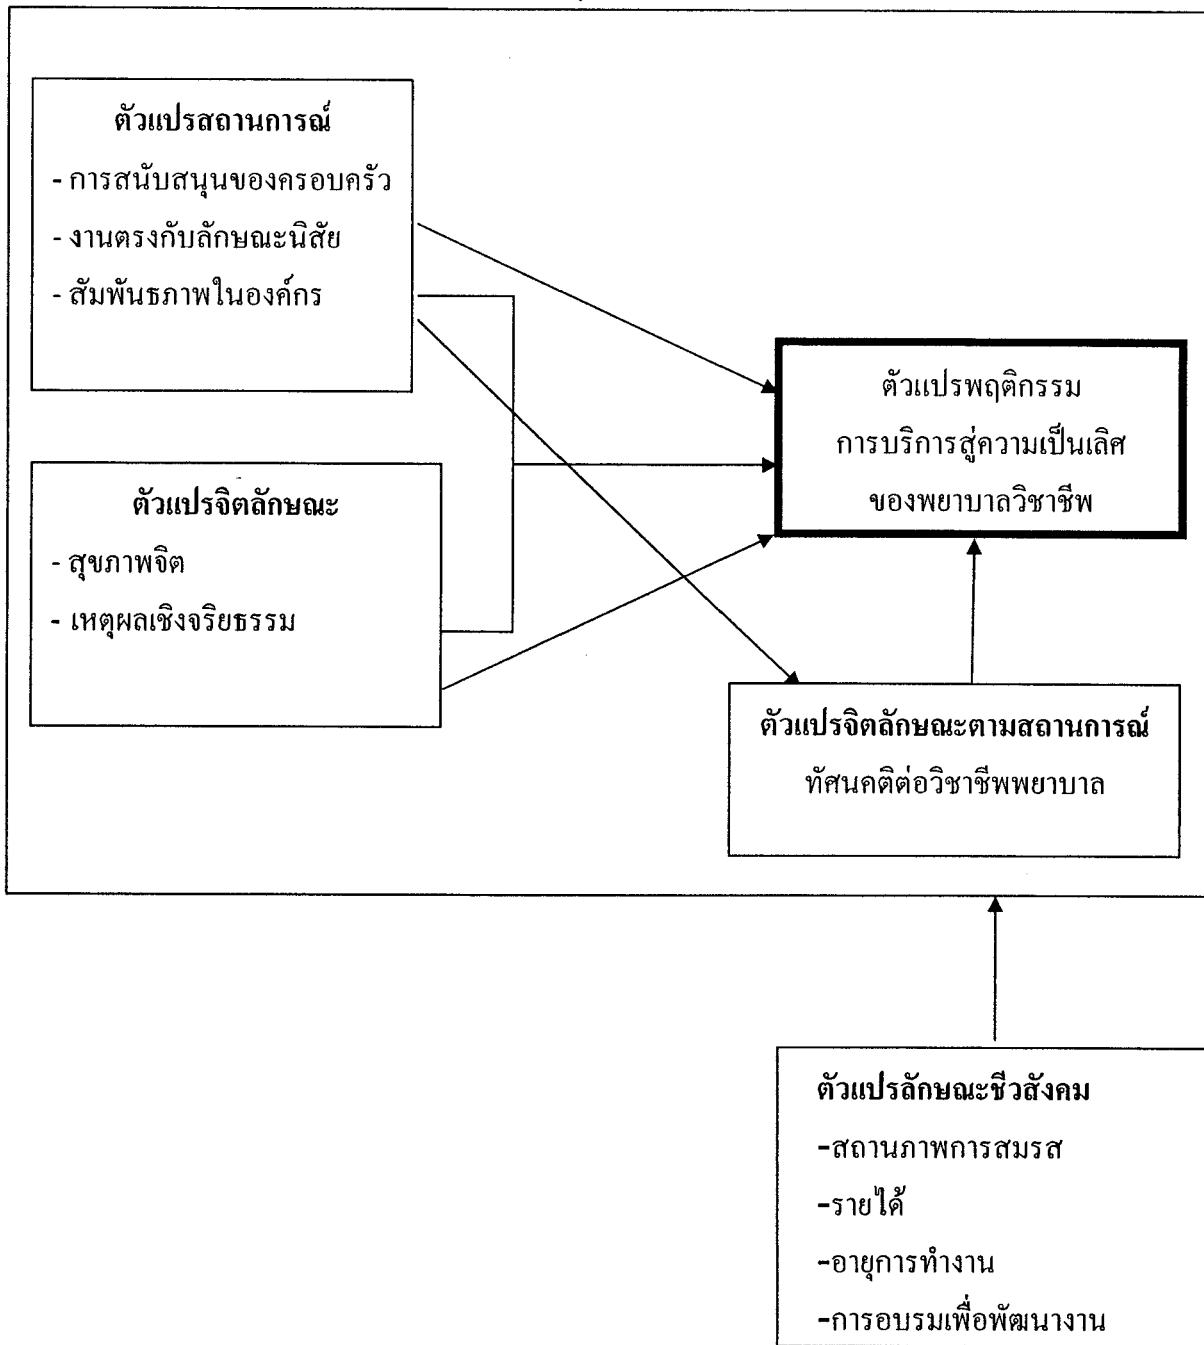 ตัวแปรสถานการณ์
- การสนับสนุนของครอบครัว
- งานตรงกับลักษณะนิสัย
- สัมพันธภาพในองค์กร
ตัวแปรจิตลักษณะ
- สุขภาพจิต
- เหตุผลเชิงจริยธรรม
ตัวแปรพฤติกรรม
การบริการสู่ความเป็นเลิศ
ของพยาบาลวิชาชีพ
ตัวแปรจิตลักษณะตามสถานการณ์
ทัศนคติต่อวิชาชีพพยาบาล
ตัวแปรลักษณะชีวสังคม
-สถานภาพการสมรส
-รายได้
-อายุการทำงาน
-การอบรมเพื่อพัฒนางาน